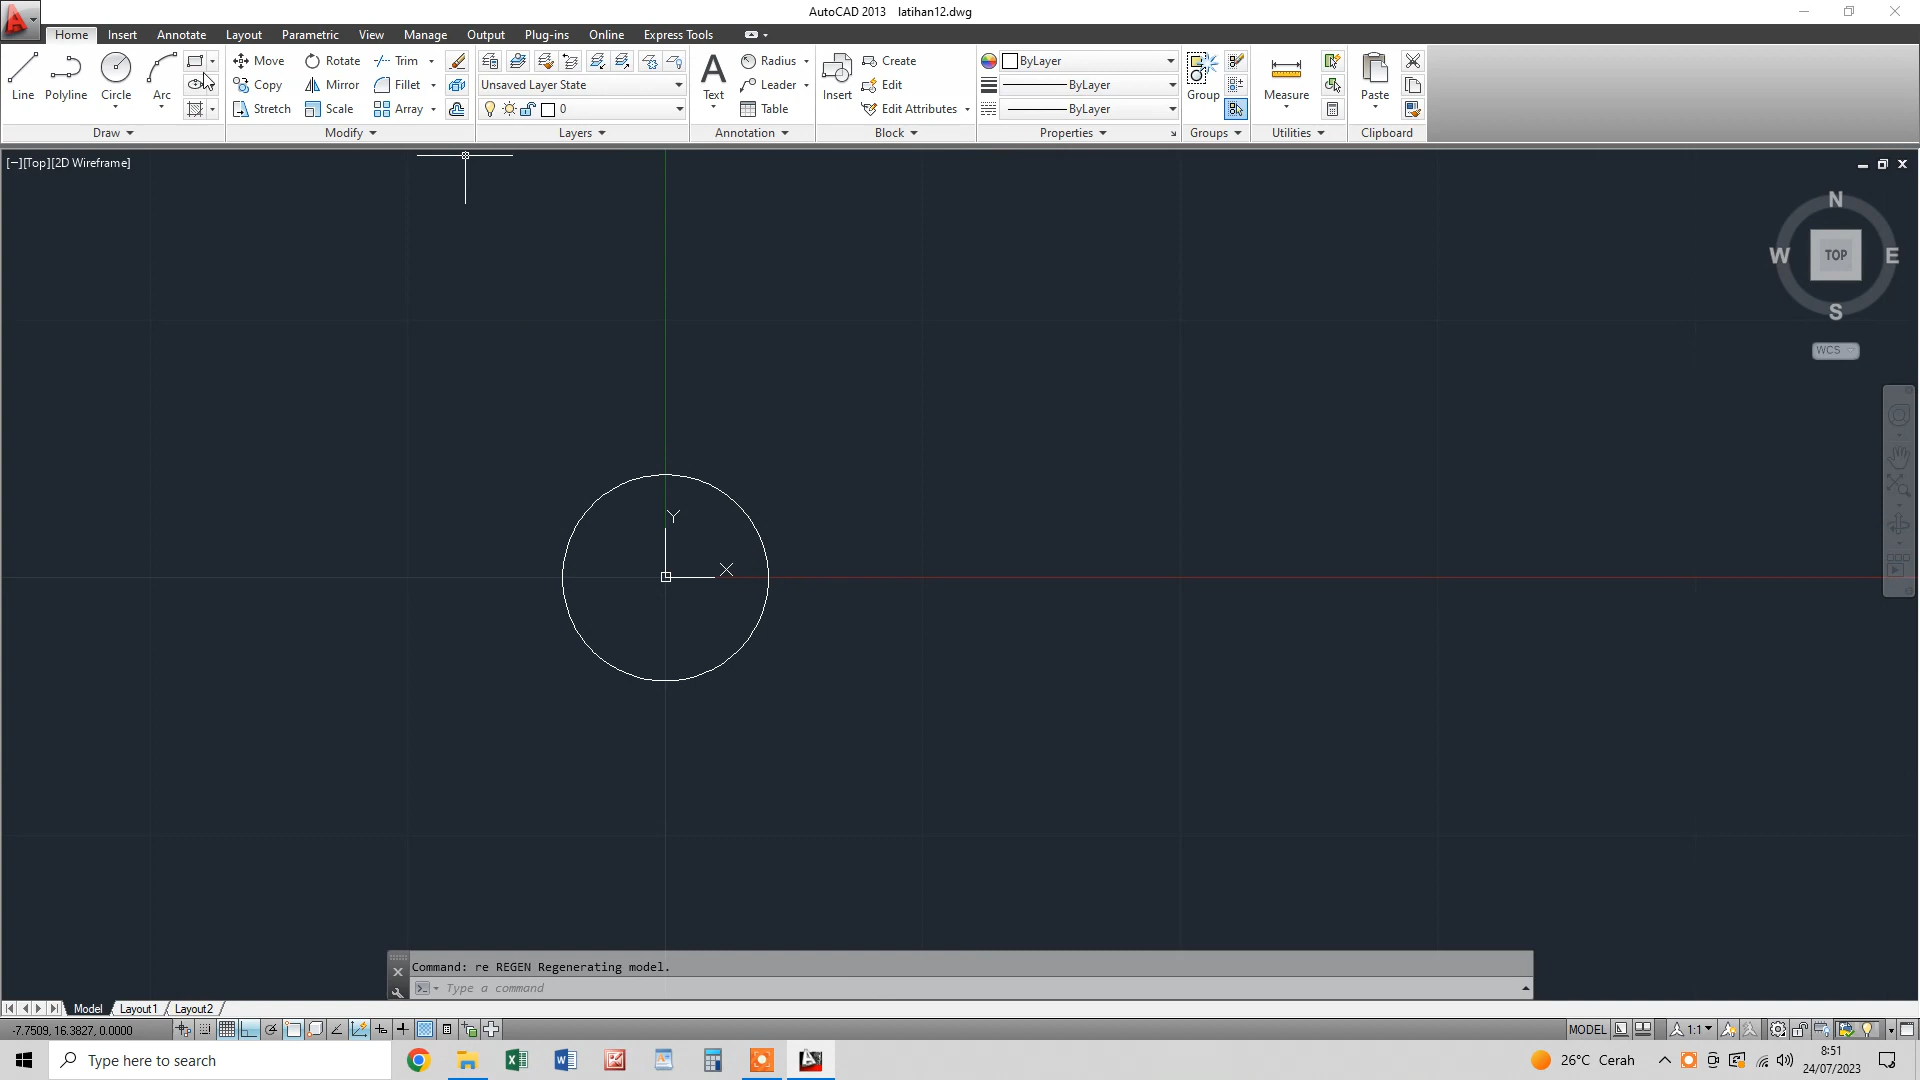 AutoCAD 2013 latihan12.dwg
Home Insert Annotate Layout Parametric View Manage Output Plug-ins Online Express Tools
Line Polyline Circle Arc
Move Rotate Trim
Copy Mirror Fillet
Stretch Scale Array
Unsaved Layer State
0
Text
Radius
Leader
Table
Insert
Create
Edit
Edit Attributes
ByLayer
ByLayer
ByLayer
Group
Measure
Paste
Draw Modify Layers Annotation Block Properties Groups Utilities Clipboard
[−][Top][2D Wireframe]
N
W TOP E
S
WCS
Y
X
Command: re REGEN Regenerating model.
Type a command
Model Layout1 Layout2
-7.7509, 16.3827, 0.0000
MODEL 1:1
Type here to search
26°C Cerah
8:51
24/07/2023